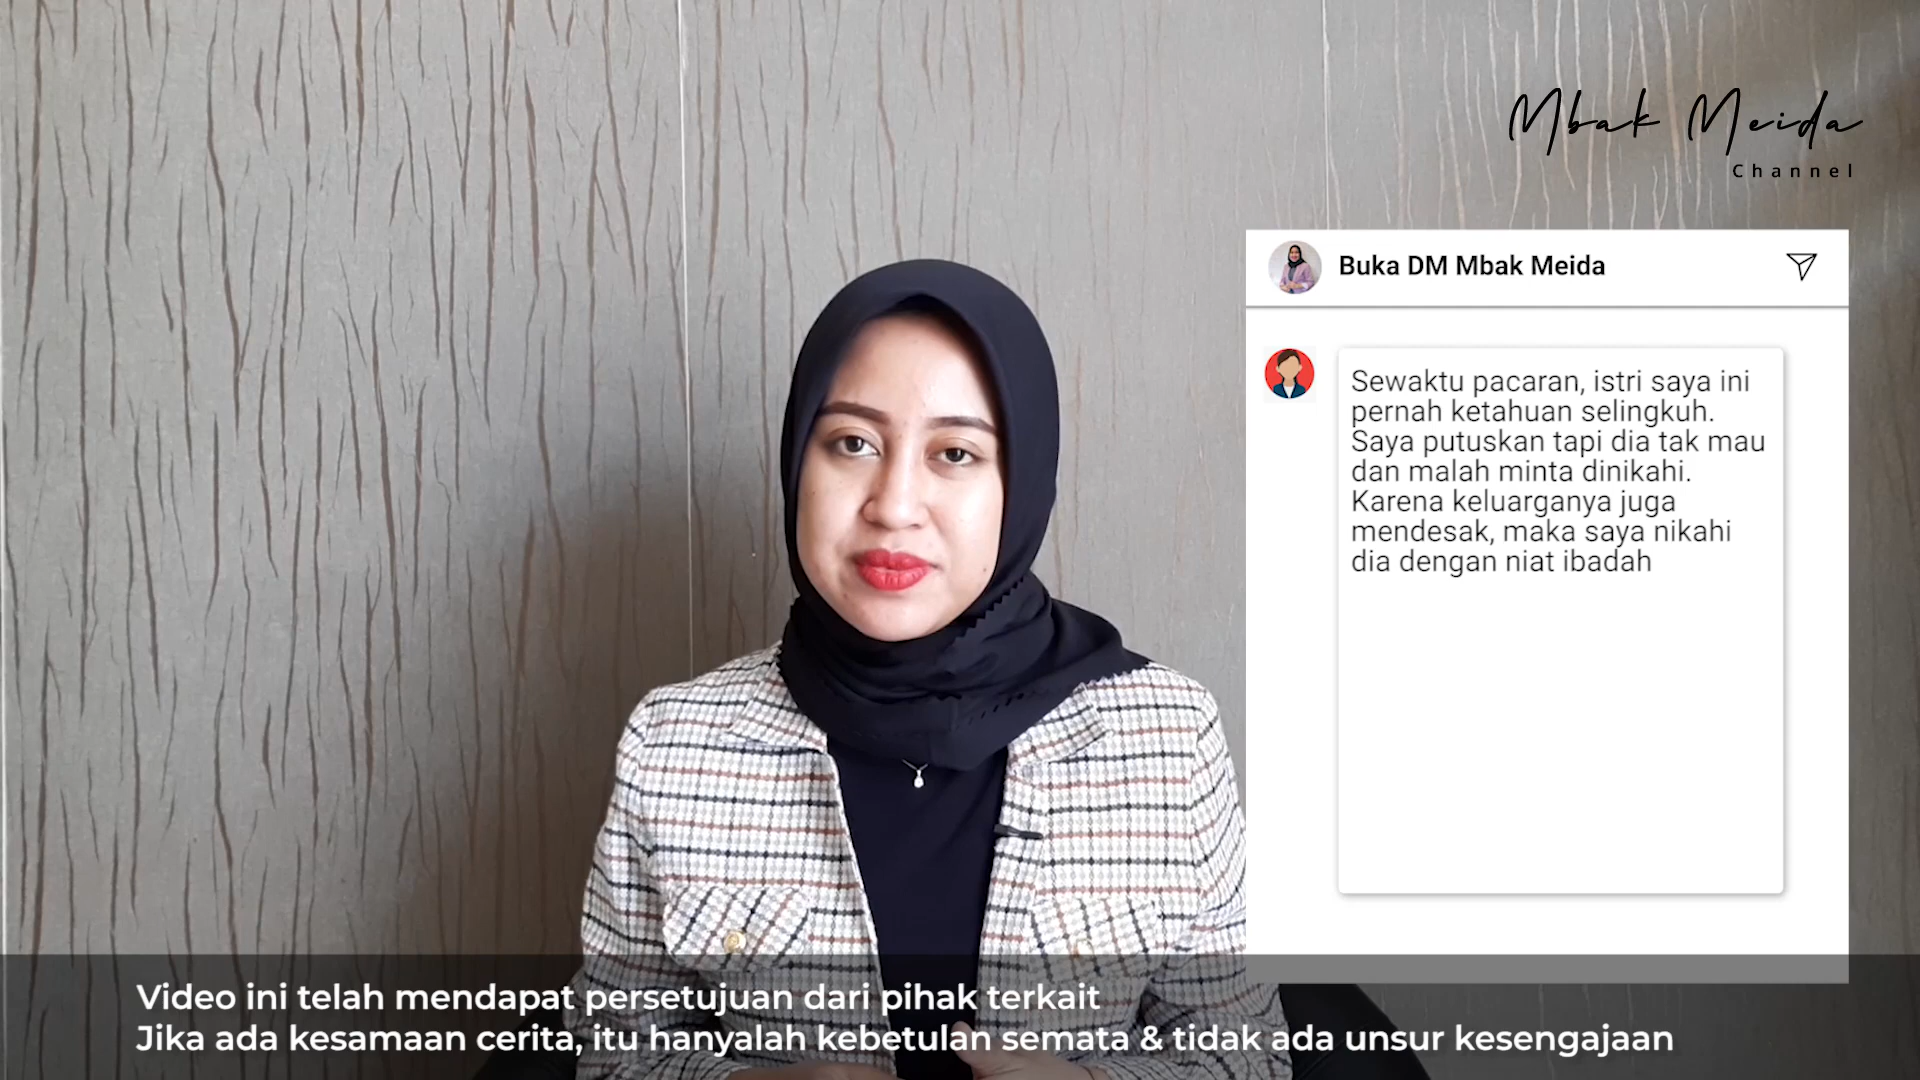 Mbak Meida
Channel
Buka DM Mbak Meida
Sewaktu pacaran, istri saya ini
pernah ketahuan selingkuh.
Saya putuskan tapi dia tak mau
dan malah minta dinikahi.
Karena keluarganya juga
mendesak, maka saya nikahi
dia dengan niat ibadah
Video ini telah mendapat persetujuan dari pihak terkait
Jika ada kesamaan cerita, itu hanyalah kebetulan semata & tidak ada unsur kesengajaan